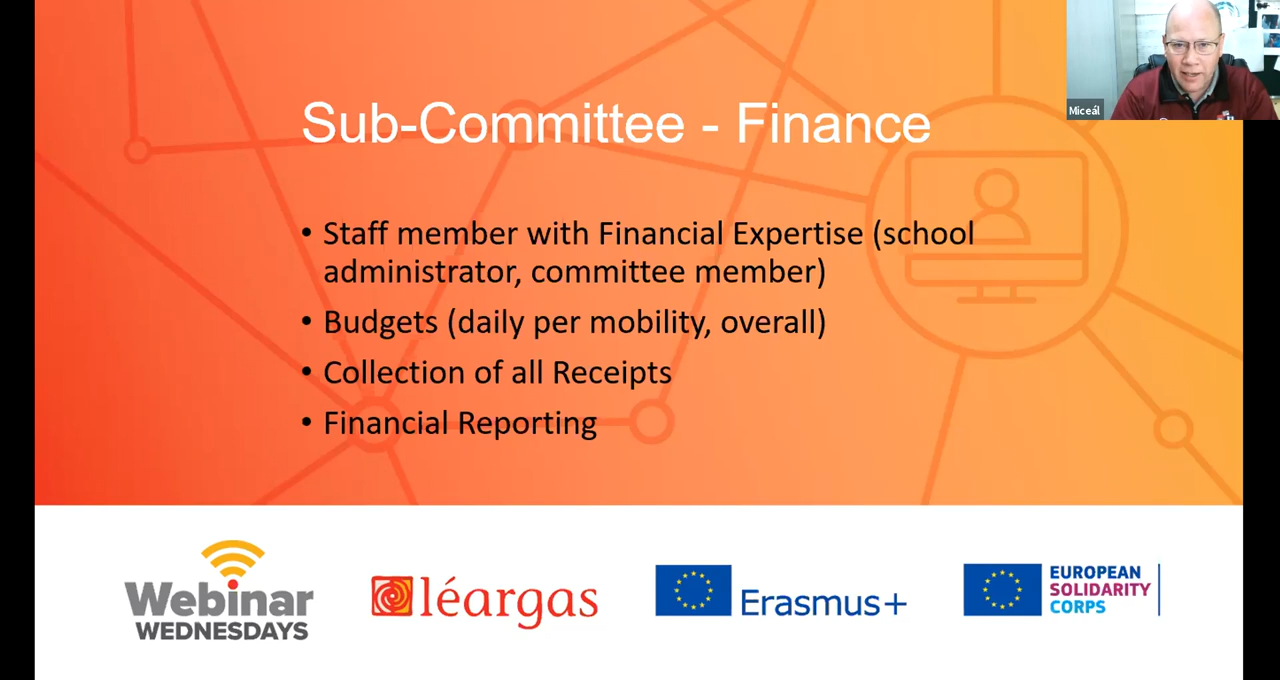 Miceál
Sub-Committee - Finance
• Staff member with Financial Expertise (school
administrator, committee member)
• Budgets (daily per mobility, overall)
• Collection of all Receipts
• Financial Reporting
Webinar
WEDNESDAYS
léargas
Erasmus+
EUROPEAN
SOLIDARITY
CORPS